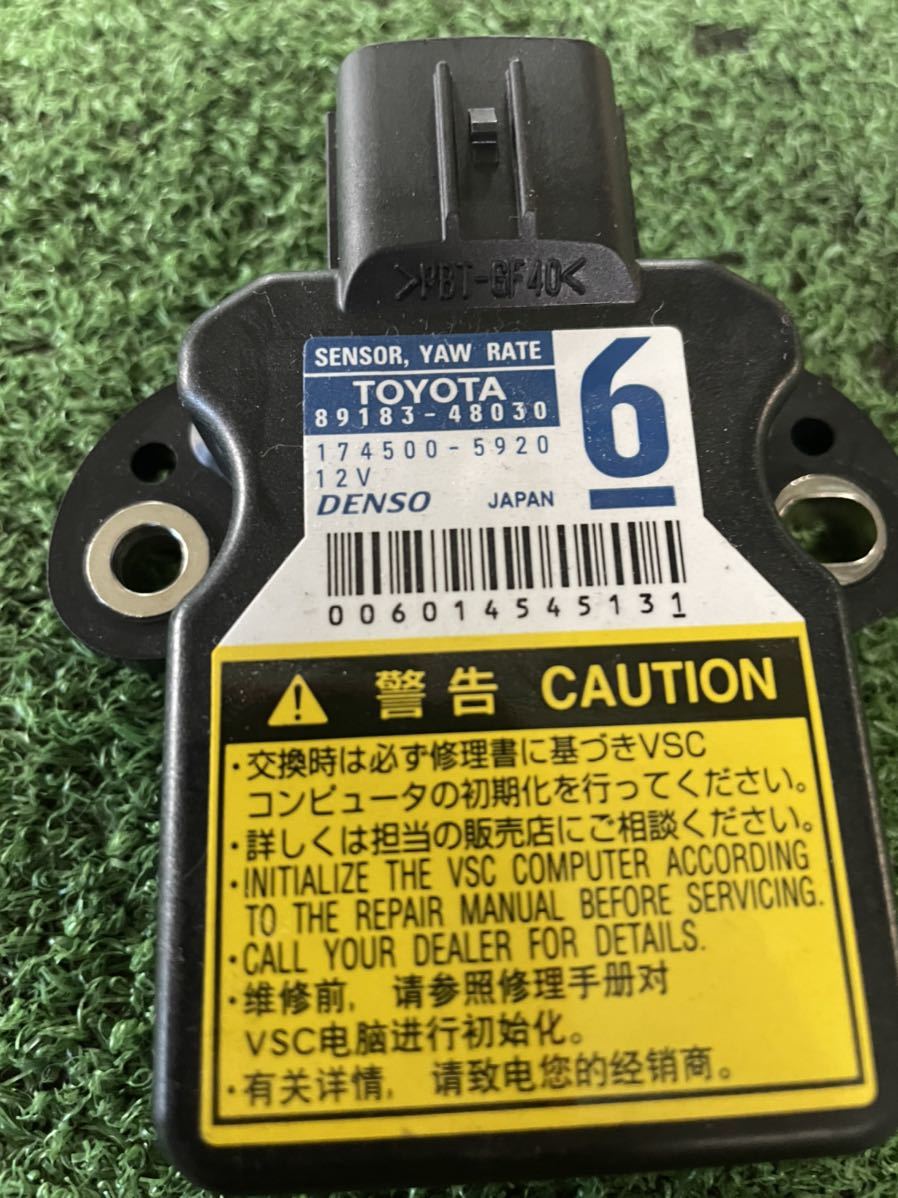 >PBT-GF40<
SENSOR, YAW RATE
TOYOTA
89183-48030
6
174500-5920
12V
DENSO JAPAN
006014545131
警告 CAUTION
・交換時は必ず修理書に基づきVSC
コンピュータの初期化を行ってください。
・詳しくは担当の販売店にご相談ください。
・INITIALIZE THE VSC COMPUTER ACCORDING
TO THE REPAIR MANUAL BEFORE SERVICING.
・CALL YOUR DEALER FOR DETAILS.
・维修前，请参照修理手册对
VSC电脑进行初始化。
・有关详情，请致电您的经销商。